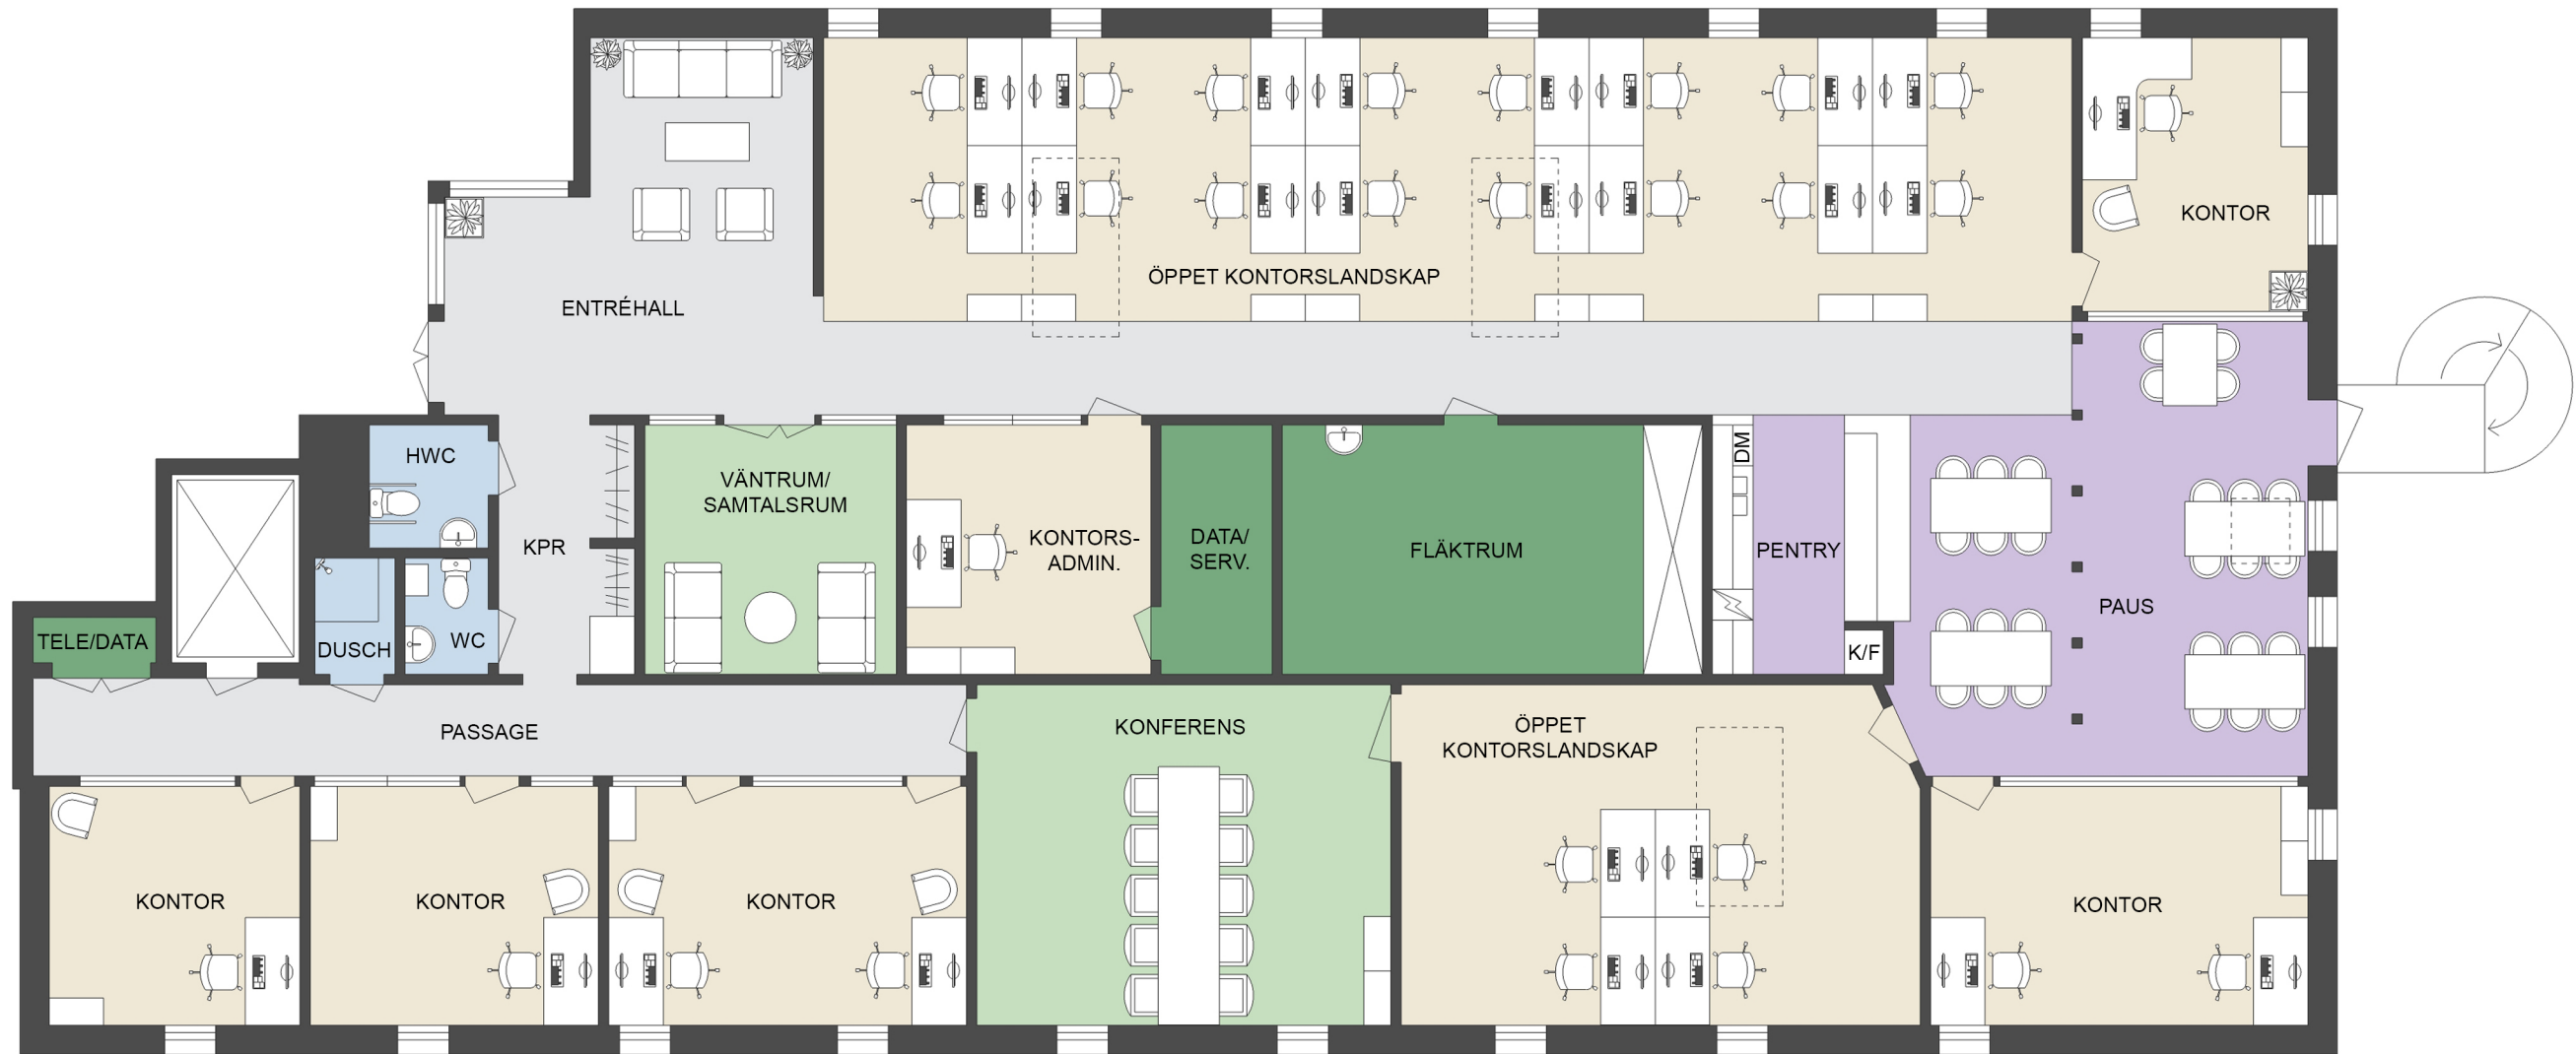 KONTOR
ÖPPET KONTORSLANDSKAP
ENTRÉHALL
HWC
VÄNTRUM/
SAMTALSRUM
KPR
KONTORS-
ADMIN.
DATA/
SERV.
FLÄKTRUM
DM
PENTRY
PAUS
K/F
TELE/DATA
DUSCH
WC
PASSAGE
KONFERENS
ÖPPET
KONTORSLANDSKAP
KONTOR
KONTOR
KONTOR
KONTOR